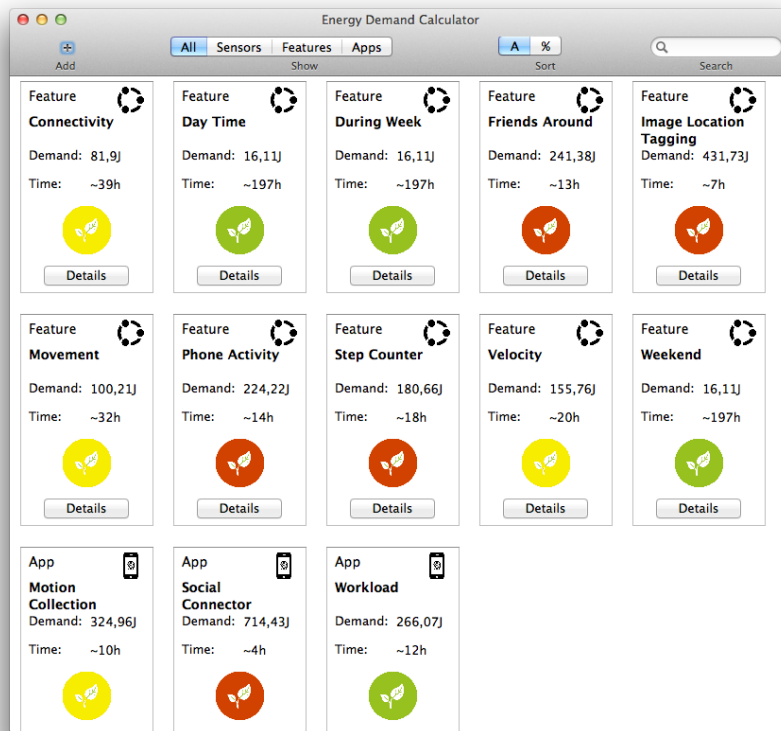 Energy Demand Calculator
Add
All Sensors Features Apps
Show
A %
Sort
Search
Feature
Connectivity
Demand: 81,9J
Time: ~39h
Details
Feature
Day Time
Demand: 16,11J
Time: ~197h
Details
Feature
During Week
Demand: 16,11J
Time: ~197h
Details
Feature
Friends Around
Demand: 241,38J
Time: ~13h
Details
Feature
Image Location
Tagging
Demand: 431,73J
Time: ~7h
Details
Feature
Movement
Demand: 100,21J
Time: ~32h
Details
Feature
Phone Activity
Demand: 224,22J
Time: ~14h
Details
Feature
Step Counter
Demand: 180,66J
Time: ~18h
Details
Feature
Velocity
Demand: 155,76J
Time: ~20h
Details
Feature
Weekend
Demand: 16,11J
Time: ~197h
Details
App
Motion
Collection
Demand: 324,96J
Time: ~10h
App
Social
Connector
Demand: 714,43J
Time: ~4h
App
Workload
Demand: 266,07J
Time: ~12h